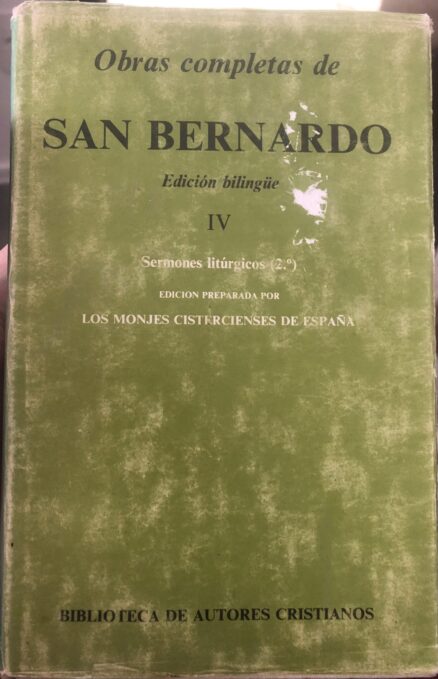 Obras completas de
SAN BERNARDO
Edición bilingüe
IV
Sermones litúrgicos (2.º)
EDICION PREPARADA POR
LOS MONJES CISTERCIENSES DE ESPAÑA
BIBLIOTECA DE AUTORES CRISTIANOS